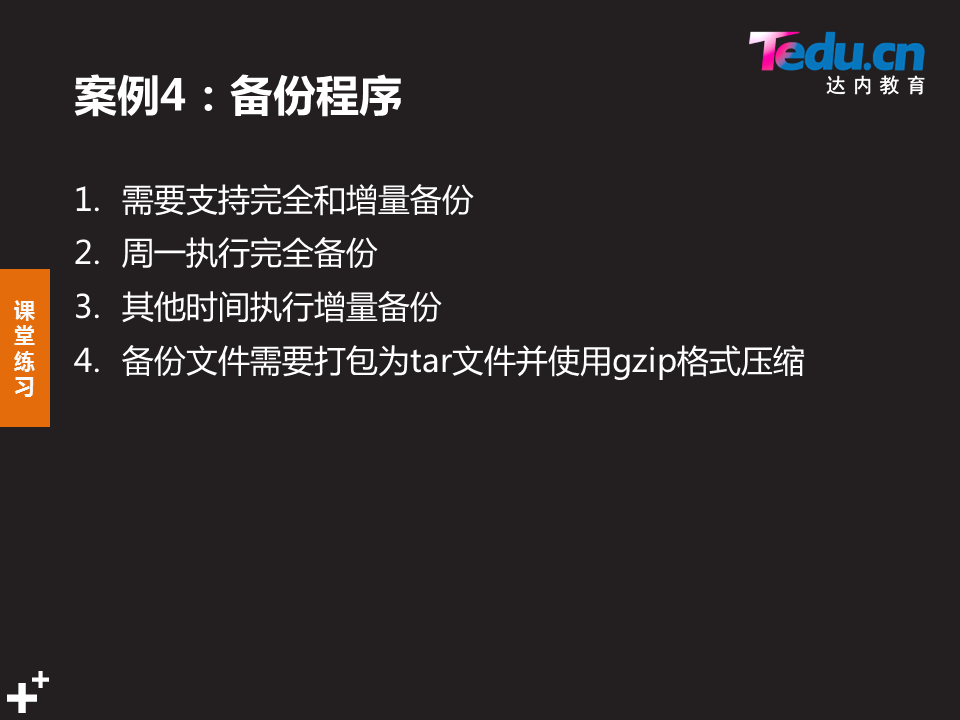 Tedu.cn
达内教育
案例4：备份程序
1. 需要支持完全和增量备份
2. 周一执行完全备份
3. 其他时间执行增量备份
4. 备份文件需要打包为tar文件并使用gzip格式压缩
课
堂
练
习